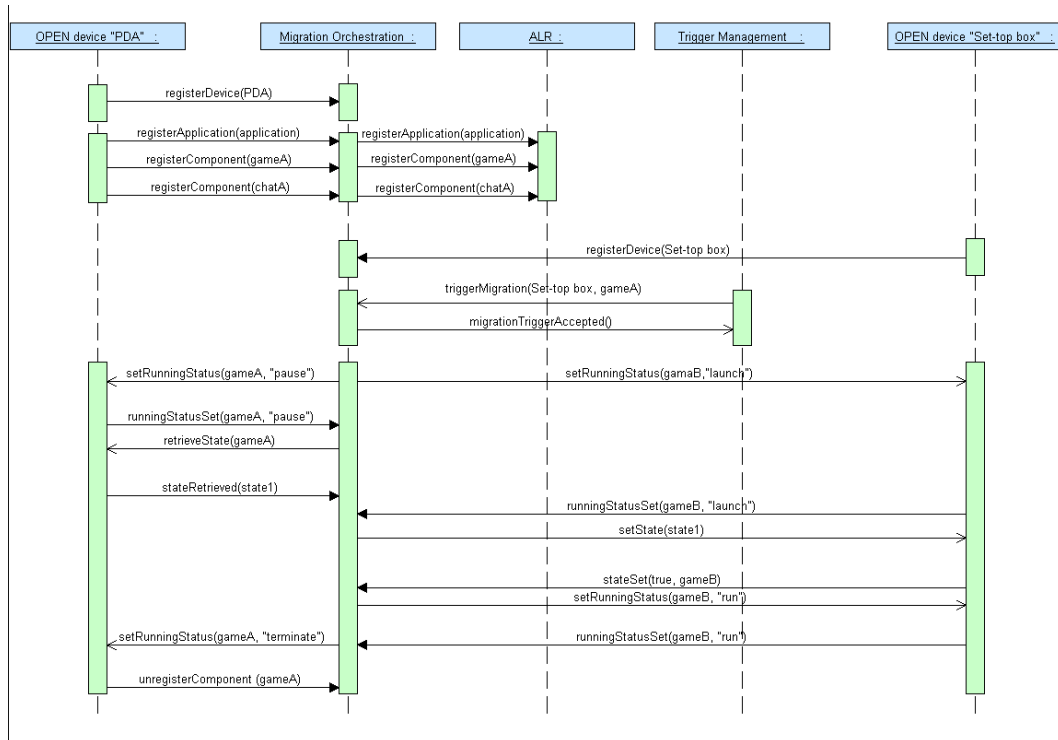 OPEN device "PDA" :
Migration Orchestration :
ALR :
Trigger Management :
OPEN device "Set-top box" :
registerDevice(PDA)
registerApplication(application)
registerApplication(application)
registerComponent(gameA)
registerComponent(gameA)
registerComponent(chatA)
registerComponent(chatA)
registerDevice(Set-top box)
triggerMigration(Set-top box, gameA)
migrationTriggerAccepted()
setRunningStatus(gameA, "pause")
setRunningStatus(gamaB,"launch")
runningStatusSet(gameA, "pause")
retrieveState(gameA)
stateRetrieved(state1)
runningStatusSet(gameB, "launch")
setState(state1)
stateSet(true, gameB)
setRunningStatus(gameB, "run")
setRunningStatus(gameA, "terminate")
runningStatusSet(gameB, "run")
unregisterComponent (gameA)